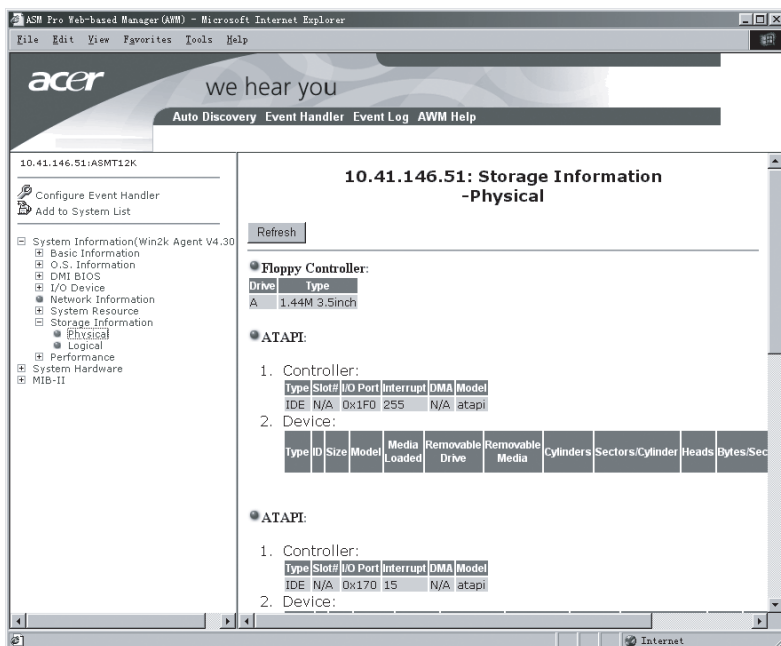 ASM Pro Web-based Manager (AWM) - Microsoft Internet Explorer
File Edit View Favorites Tools Help
acer
we hear you
Auto Discovery Event Handler Event Log AWM Help
10.41.146.51:ASMT12K
Configure Event Handler
Add to System List
System Information(Win2k Agent V4.30
Basic Information
O.S. Information
DMI BIOS
I/O Device
Network Information
System Resource
Storage Information
Physical
Logical
Performance
System Hardware
MIB-II
10.41.146.51: Storage Information
-Physical
Refresh
Floppy Controller:
Drive Type
A 1.44M 3.5inch
ATAPI:
1. Controller:
Type Slot# I/O Port Interrupt DMA Model
IDE N/A 0x1F0 255 N/A atapi
2. Device:
Type ID Size Model Media Loaded Removable Drive Removable Media Cylinders Sectors/Cylinder Heads Bytes/Sec
ATAPI:
1. Controller:
Type Slot# I/O Port Interrupt DMA Model
IDE N/A 0x170 15 N/A atapi
2. Device:
Internet